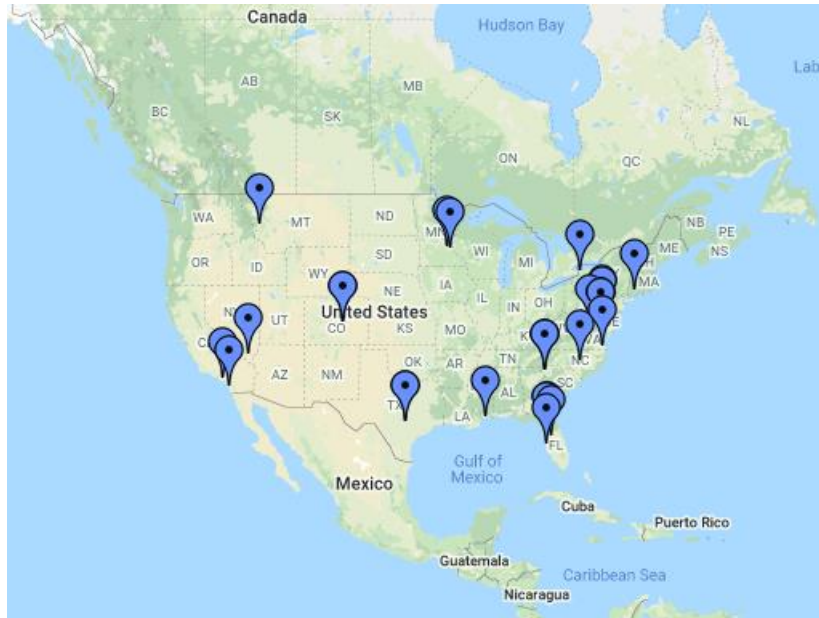 Canada
Hudson Bay
Lab
AB
MB
BC
SK
NL
ON
QC
NB
PE
NS
WA
MT
ND
MN
ME
OR
ID
SD
WI
MI
MA
WY
NE
IA
IL
IN
OH
UT
United States
CO
KS
MO
AZ
NM
OK
AR
TN
NC
SC
TX
LA
AL
FL
Gulf of
Mexico
Mexico
Cuba
Puerto Rico
Guatemala
Caribbean Sea
Nicaragua